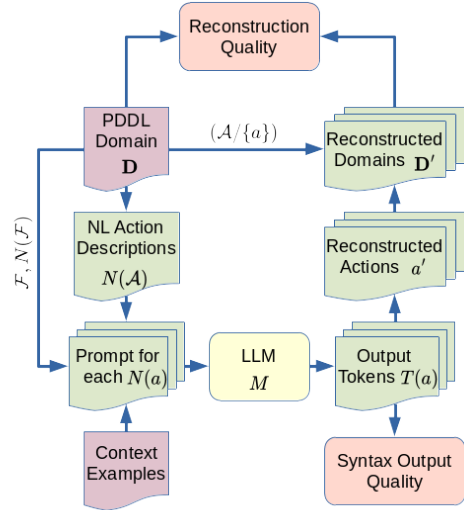 Reconstruction
Quality
PDDL
Domain
D
(𝒜/{a})
Reconstructed
Domains D′
ℱ, N(ℱ)
NL Action
Descriptions
N(𝒜)
Reconstructed
Actions a′
Prompt for
each N(a)
LLM
M
Output
Tokens T(a)
Context
Examples
Syntax Output
Quality